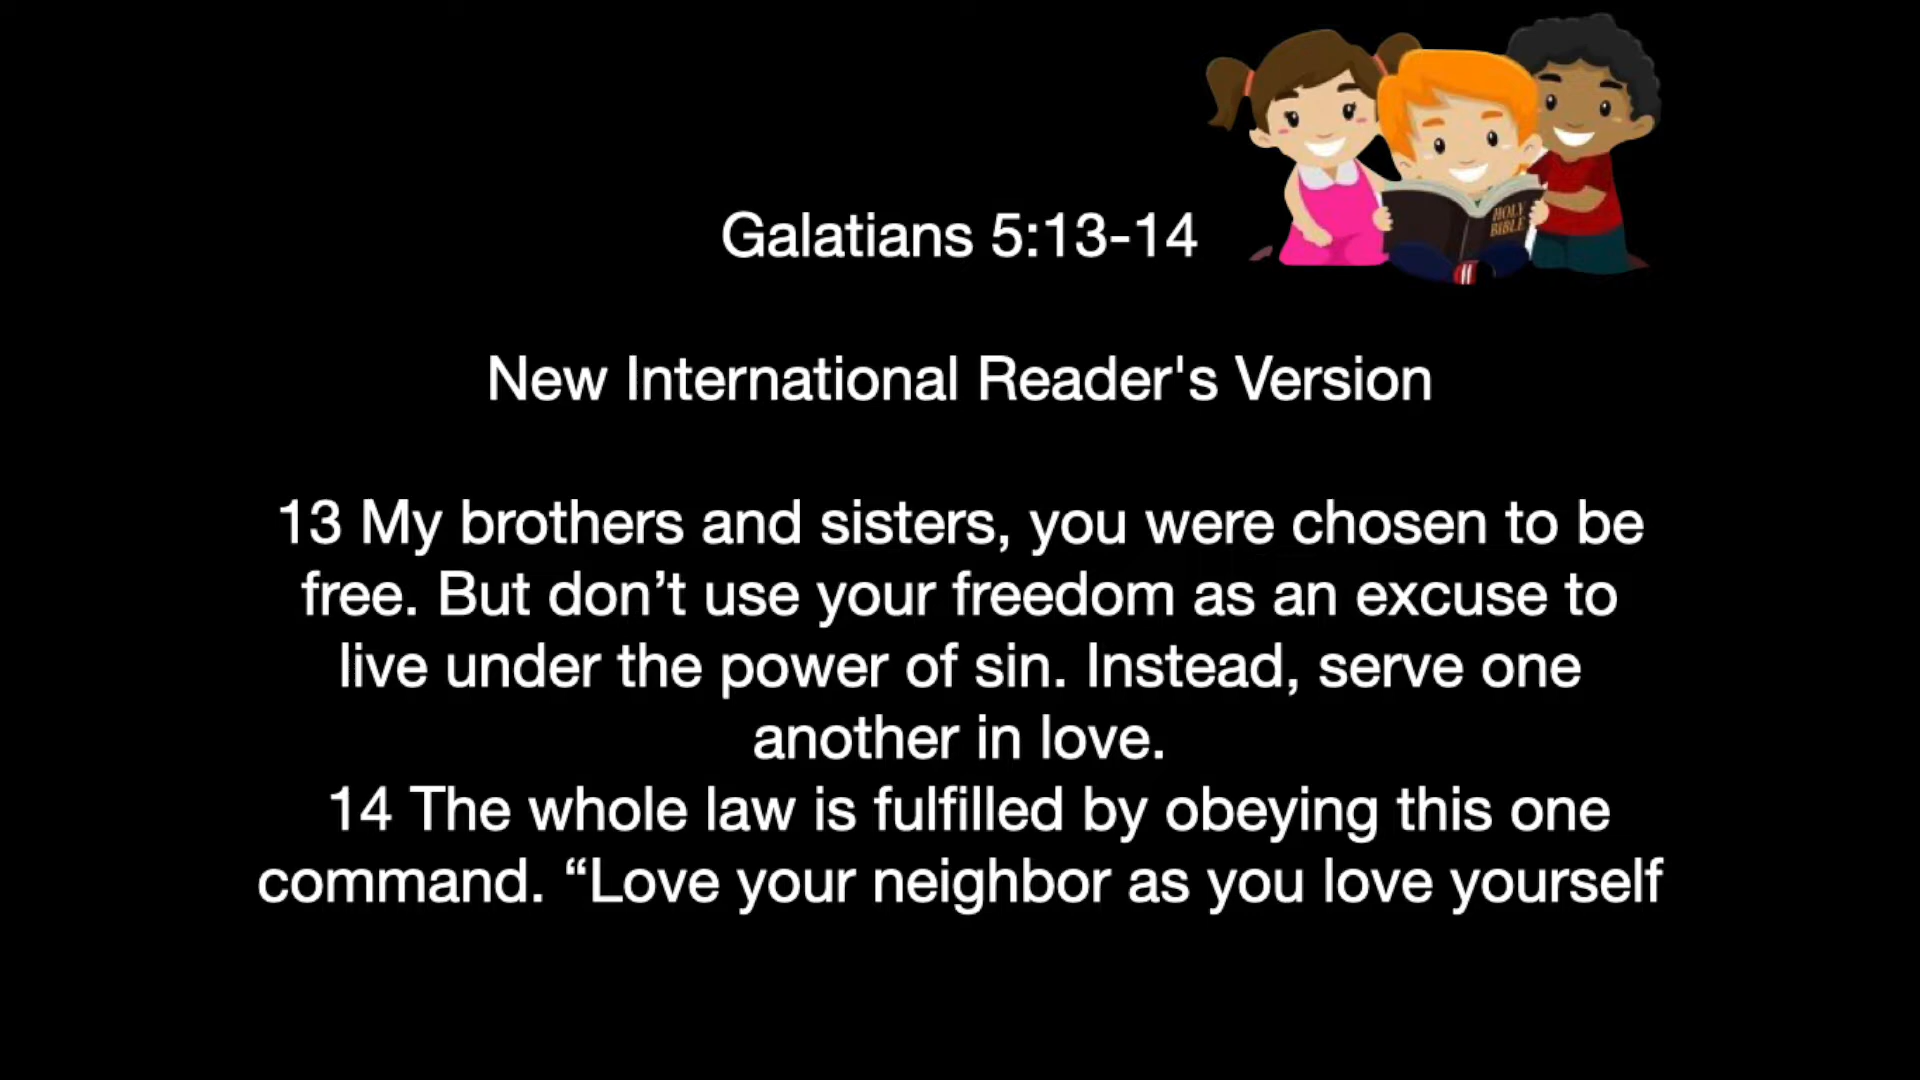 HOLY
BIBLE
Galatians 5:13-14
New International Reader's Version
13 My brothers and sisters, you were chosen to be
free. But don’t use your freedom as an excuse to
live under the power of sin. Instead, serve one
another in love.
14 The whole law is fulfilled by obeying this one
command. “Love your neighbor as you love yourself